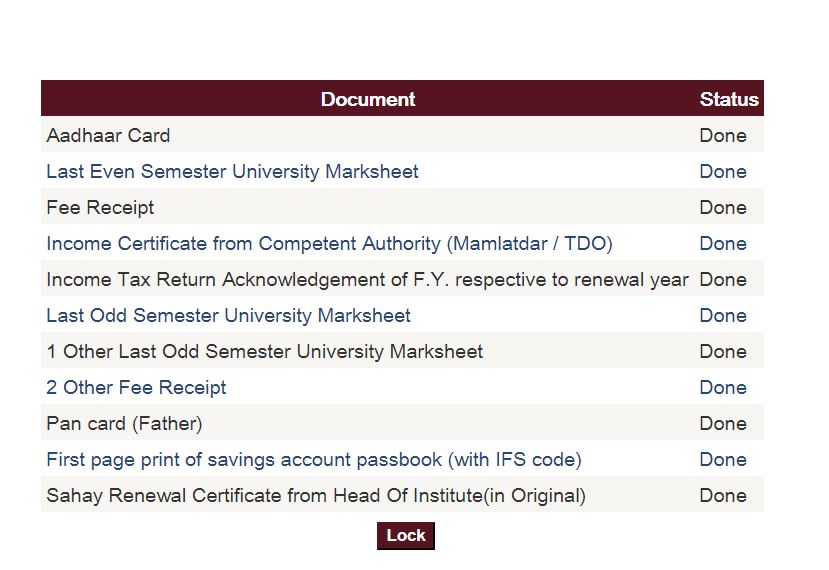 Document Status
Aadhaar Card Done
Last Even Semester University Marksheet Done
Fee Receipt Done
Income Certificate from Competent Authority (Mamlatdar / TDO) Done
Income Tax Return Acknowledgement of F.Y. respective to renewal year Done
Last Odd Semester University Marksheet Done
1 Other Last Odd Semester University Marksheet Done
2 Other Fee Receipt Done
Pan card (Father) Done
First page print of savings account passbook (with IFS code) Done
Sahay Renewal Certificate from Head Of Institute(in Original) Done
Lock